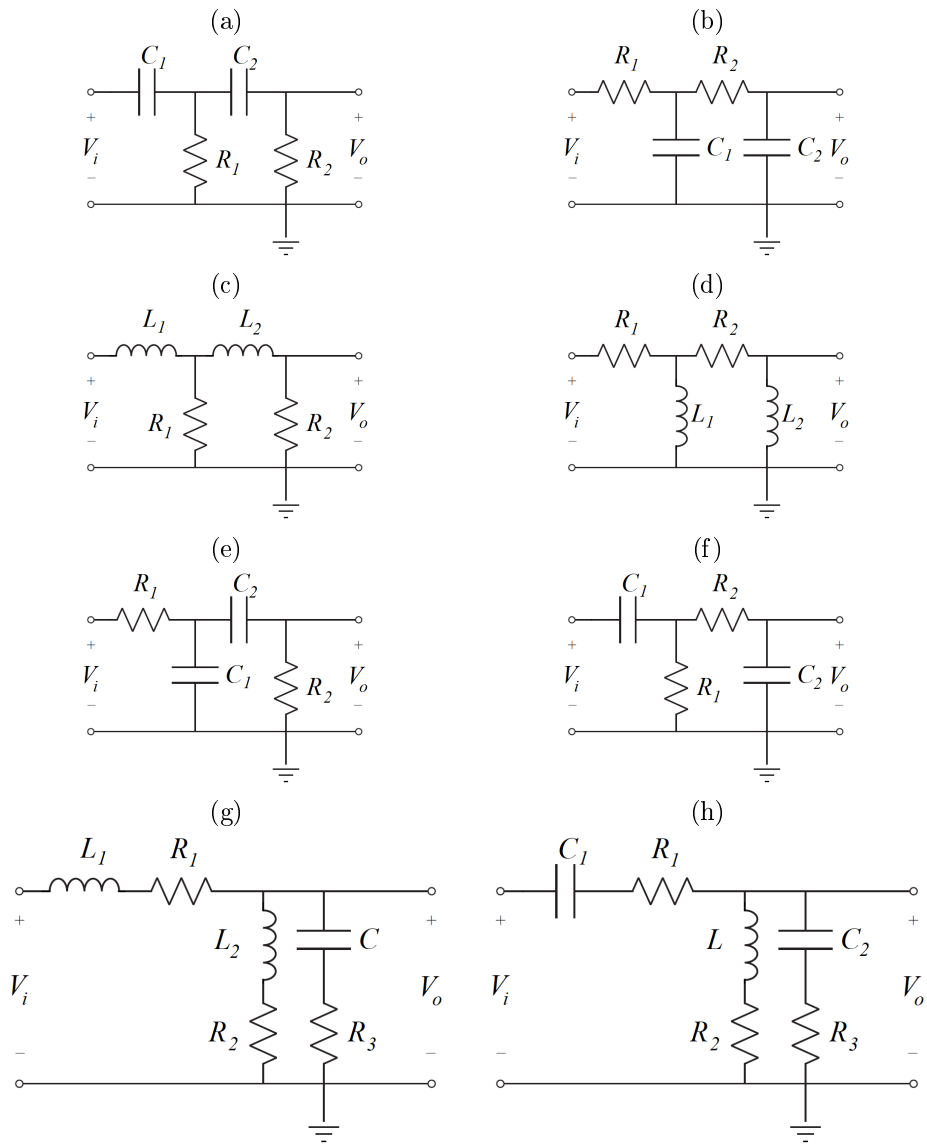 (a) (b)
C1 C2 R1 R2
+ + + +
Vi R1 R2 Vo Vi C1 C2 Vo
− − − −
(c) (d)
L1 L2 R1 R2
+ + + +
Vi R1 R2 Vo Vi L1 L2 Vo
− − − −
(e) (f)
R1 C2 C1 R2
+ + + +
Vi C1 R2 Vo Vi R1 C2 Vo
− − − −
(g) (h)
L1 R1 C1 R1
+ + + +
L2 C L C2
Vi Vo Vi Vo
R2 R3 R2 R3
− − − −